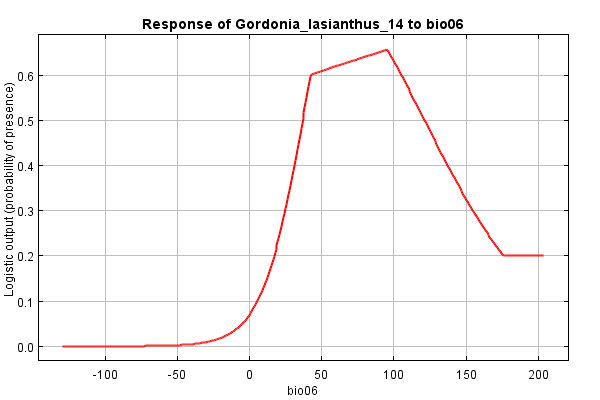 Response of Gordonia_lasianthus_14 to bio06
Logistic output (probability of presence)
0.6
0.5
0.4
0.3
0.2
0.1
0.0
-100 -50 0 50 100 150 200
bio06